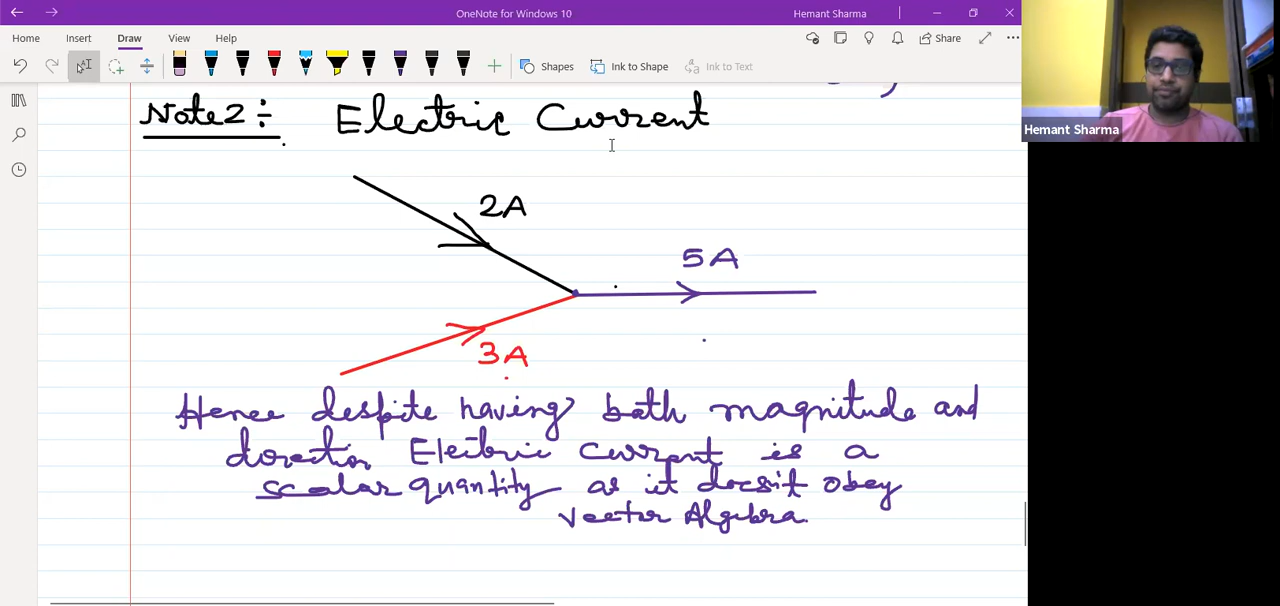 OneNote for Windows 10
Hemant Sharma
Home Insert Draw View Help
Share
Shapes
Ink to Shape
Ink to Text
Note 2 ÷ Electric Current
2A
5A
3A
Hence despite having both magnitude and
direction Electric Current is a
scalar quantity as it doesn't obey
Vector Algebra.
Hemant Sharma